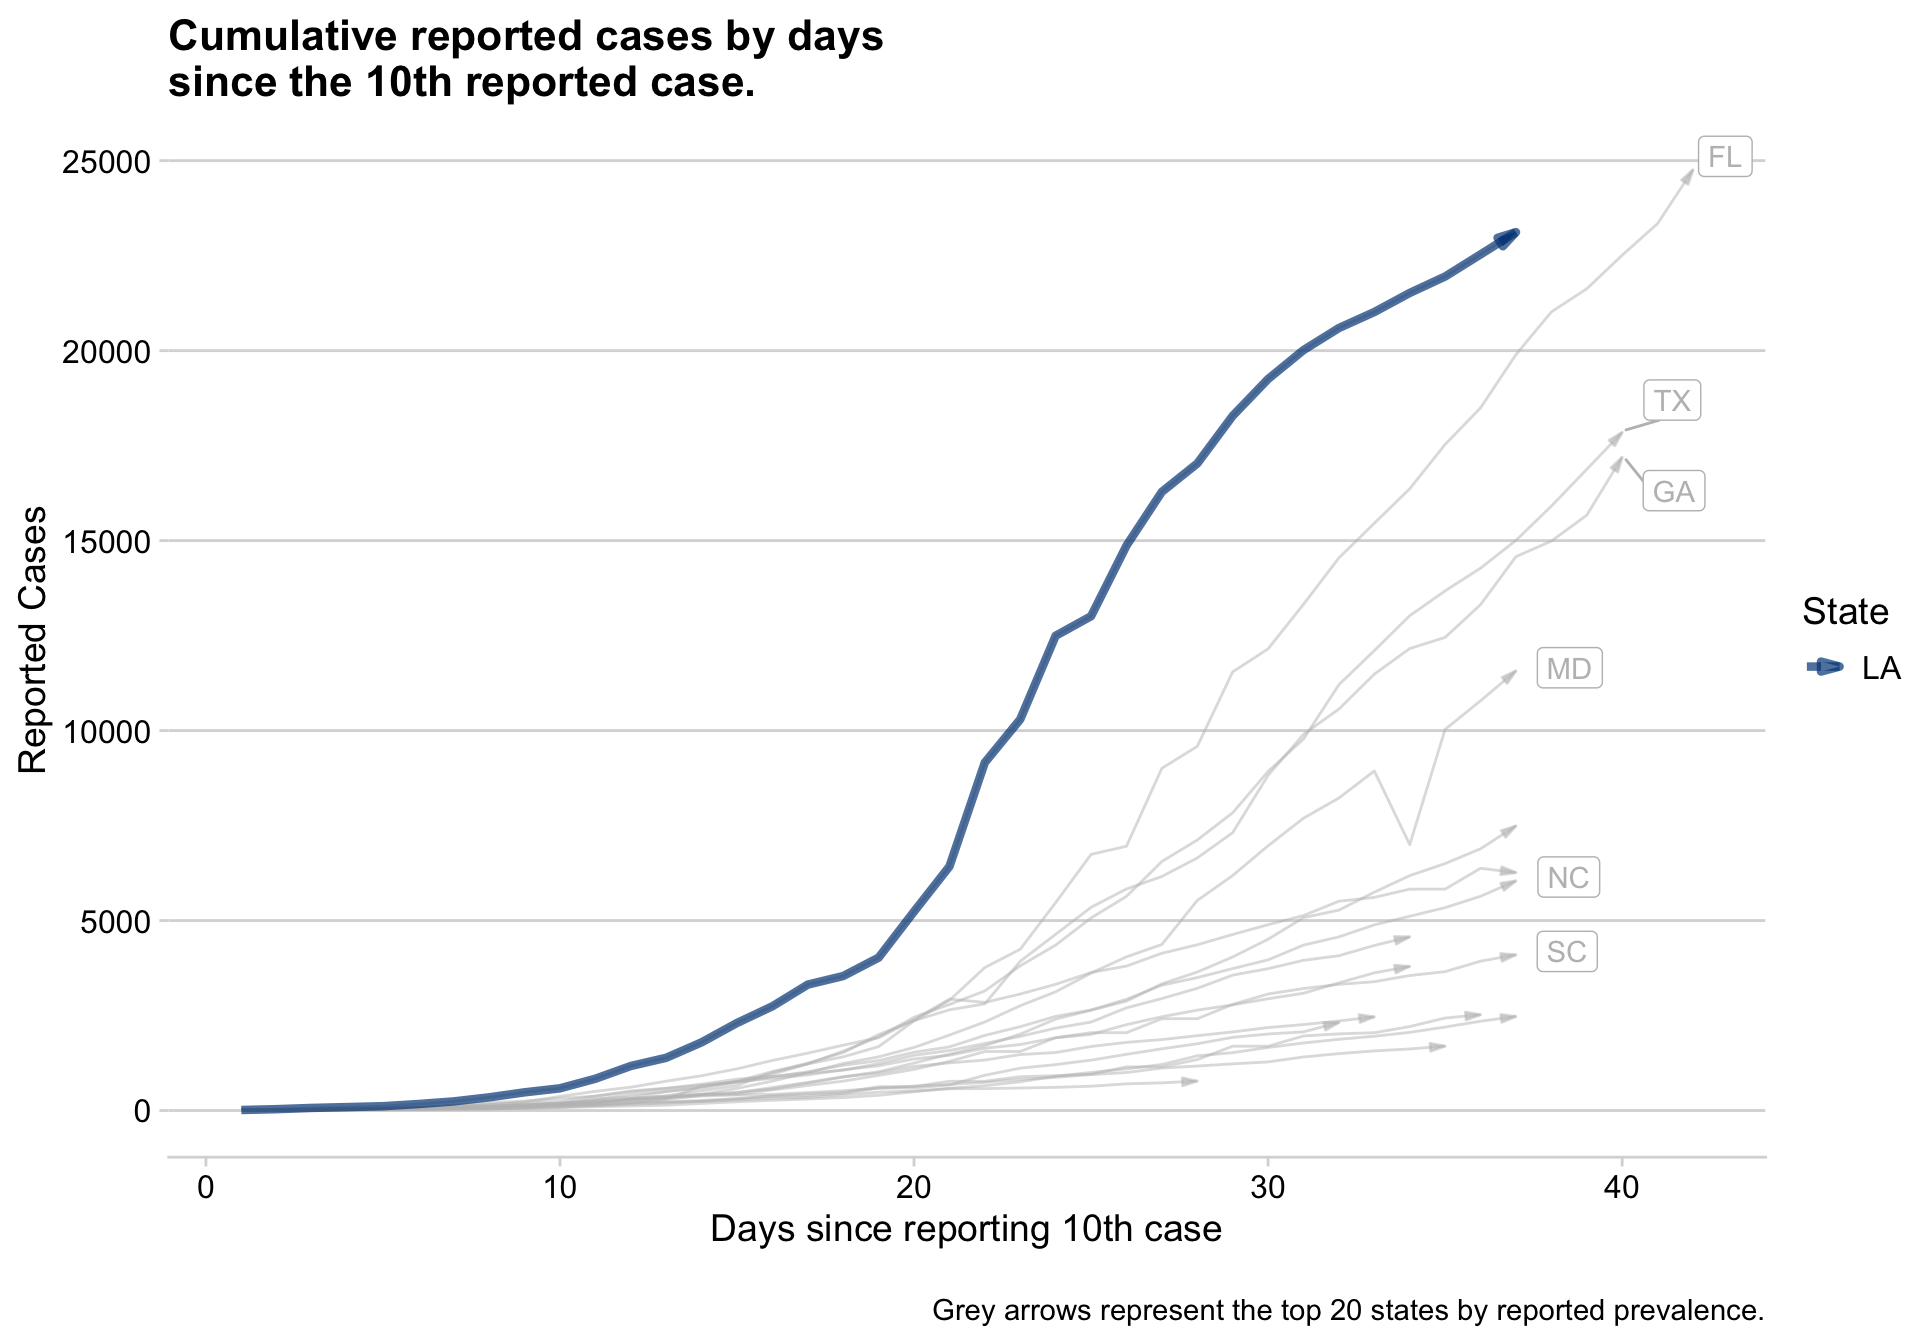 Cumulative reported cases by days
since the 10th reported case.
25000
20000
15000
10000
5000
0
Reported Cases
FL
TX
GA
MD
NC
SC
State
LA
0 10 20 30 40
Days since reporting 10th case
Grey arrows represent the top 20 states by reported prevalence.